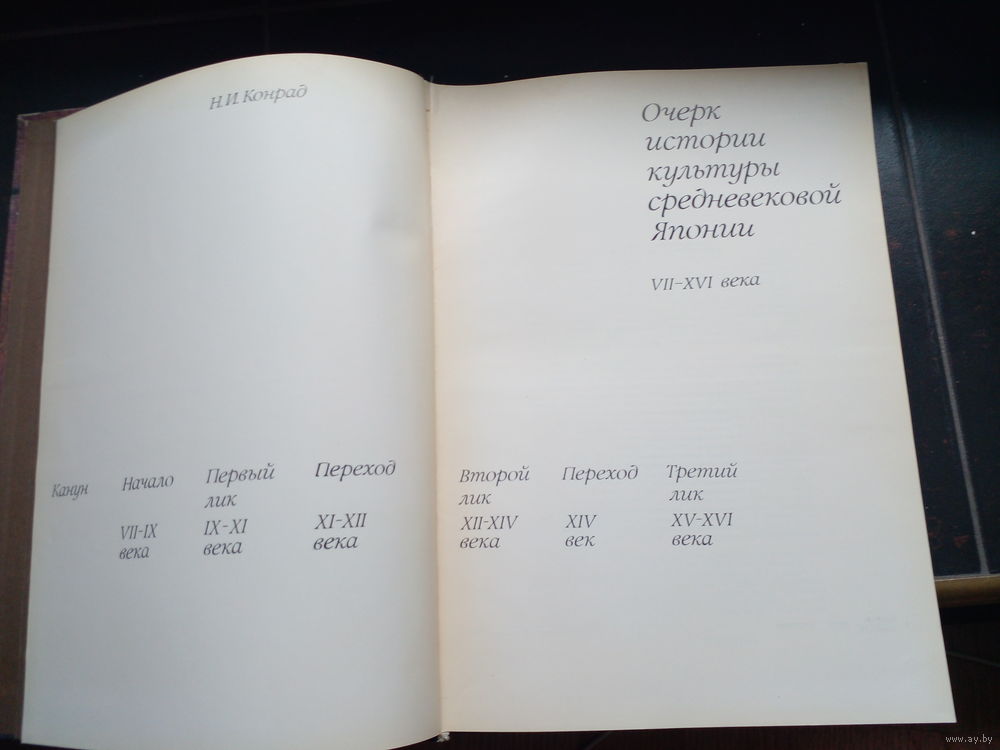 Н.И. Конрад
Очерк
истории
культуры
средневековой
Японии
VII–XVI века
Канун
Начало
VII-IX
века
Первый
лик
IX-XI
века
Переход
XI-XII
века
Второй
лик
XII-XIV
века
Переход
XIV
век
Третий
лик
XV-XVI
века
www.ay.by